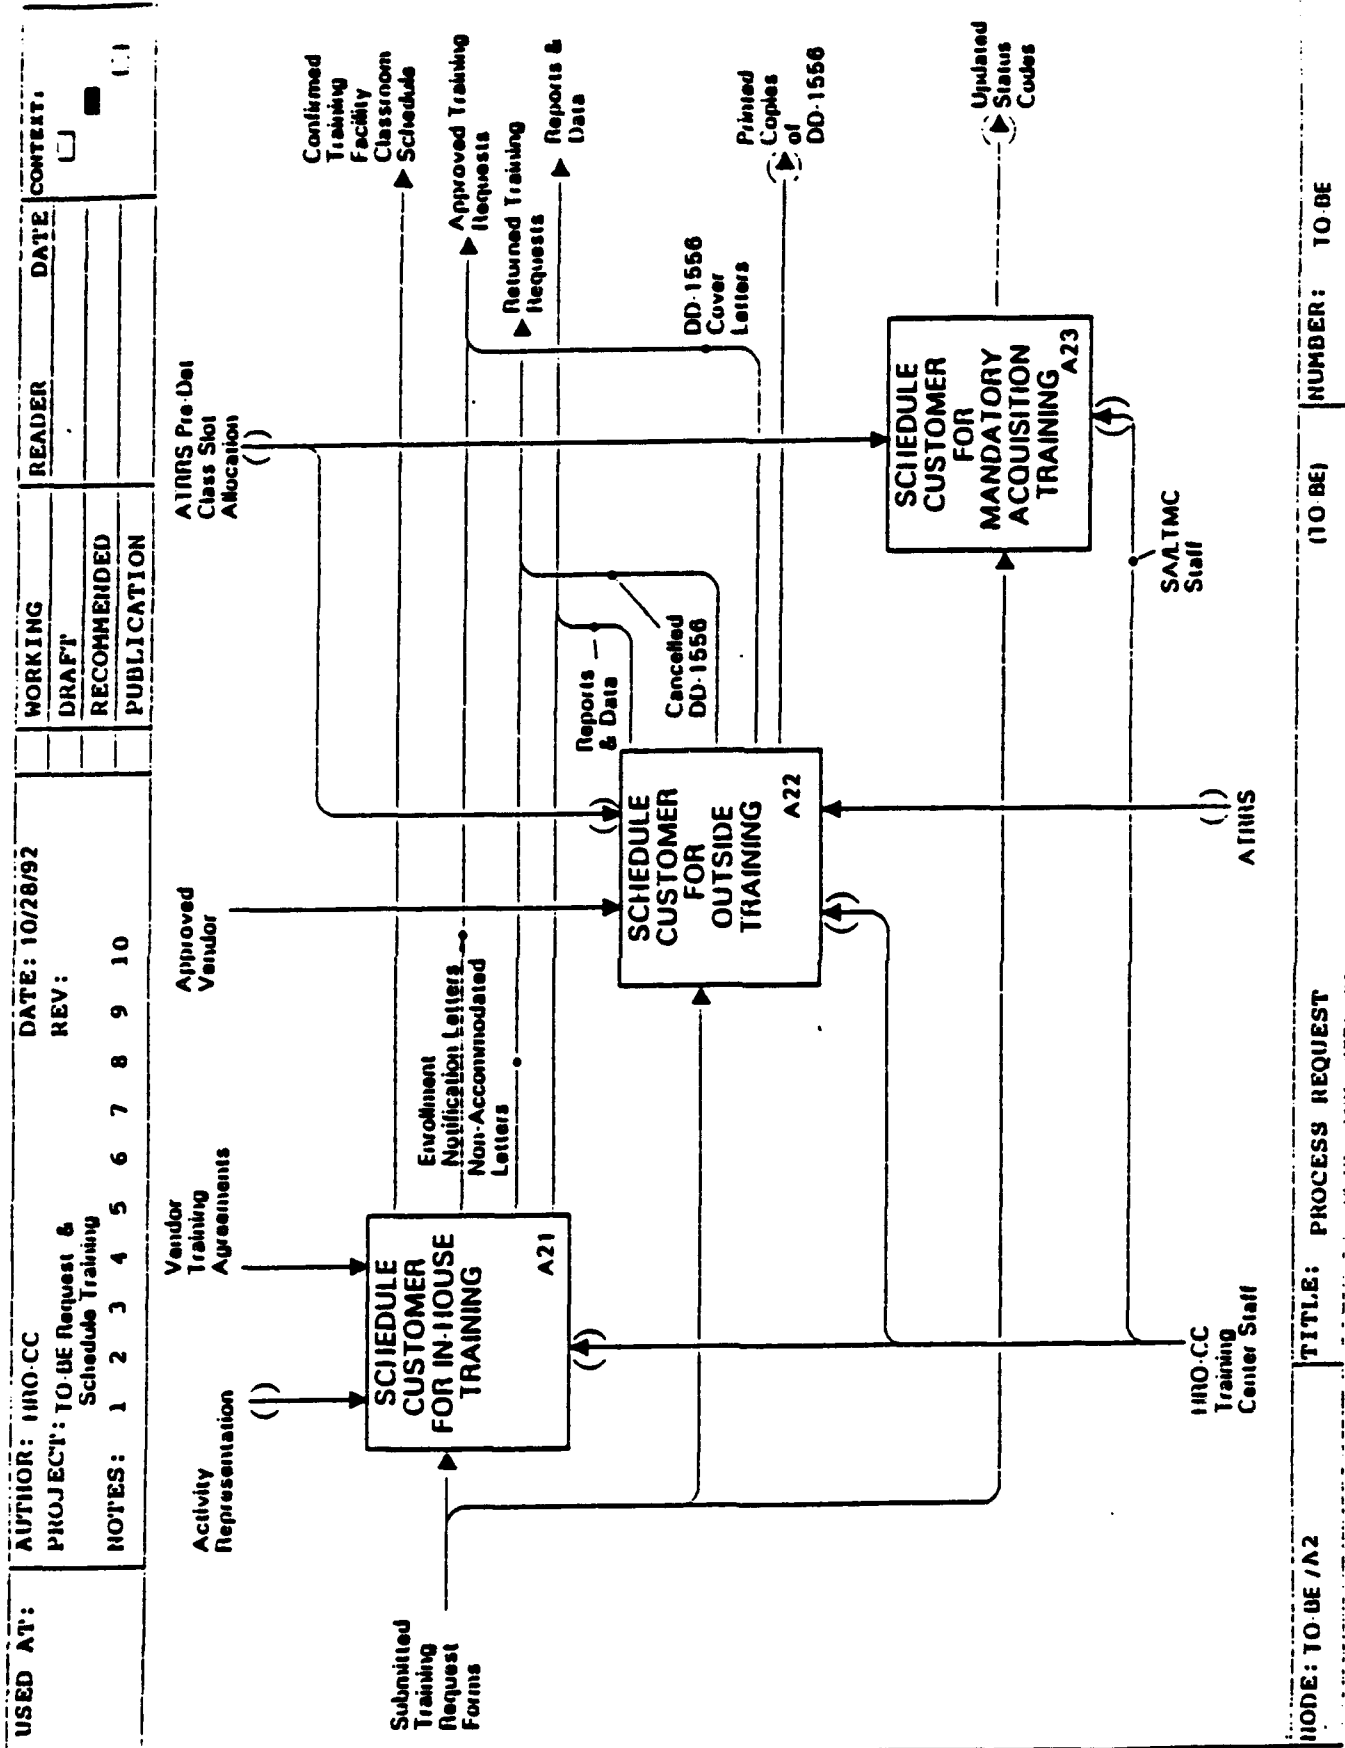 USED AT:
AUTHOR: HRO-CC
DATE: 10/28/92
PROJECT: TO-BE Request &
Schedule Training
REV:
NOTES: 1 2 3 4 5 6 7 8 9 10
WORKING
DRAFT
RECOMMENDED
PUBLICATION
READER
DATE
CONTEXT:
Activity
Representation
Vendor
Training
Agreements
Approved
Vendor
ATRRS Pre-Det
Class Slot
Allocation
Confirmed
Training
Facility
Classroom
Schedule
Approved Training
Requests
Returned Training
Requests
Reports &
Data
Printed
Copies
of
DD-1556
Updated
Status
Codes
Submitted
Training
Request
Forms
SCHEDULE
CUSTOMER
FOR IN-HOUSE
TRAINING
A21
Enrollment
Notification Letters
Non-Accommodated
Letters
Reports
& Data
Cancelled
DD-1556
DD-1556
Cover
Letters
SCHEDULE
CUSTOMER
FOR
OUTSIDE
TRAINING
A22
SCHEDULE
CUSTOMER
FOR
MANDATORY
ACQUISITION
TRAINING
A23
SA/LTMC
Staff
HRO-CC
Training
Center Staff
ATRRS
NODE: TO-BE /A2
TITLE: PROCESS REQUEST
(TO-BE)
NUMBER: TO-BE